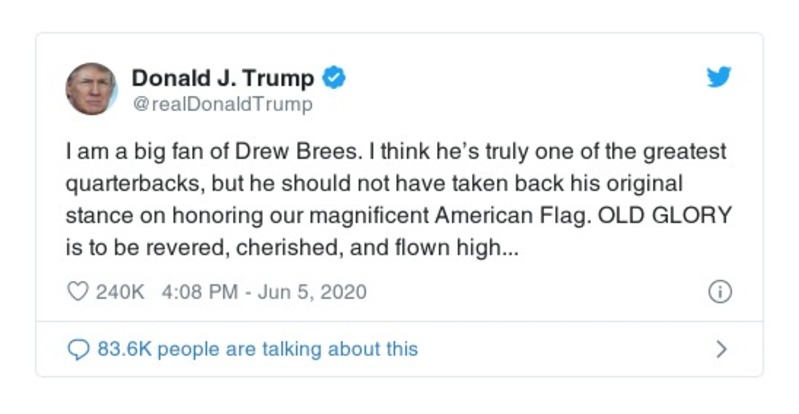 Donald J. Trump
@realDonaldTrump
I am a big fan of Drew Brees. I think he’s truly one of the greatest
quarterbacks, but he should not have taken back his original
stance on honoring our magnificent American Flag. OLD GLORY
is to be revered, cherished, and flown high...
240K 4:08 PM - Jun 5, 2020
83.6K people are talking about this